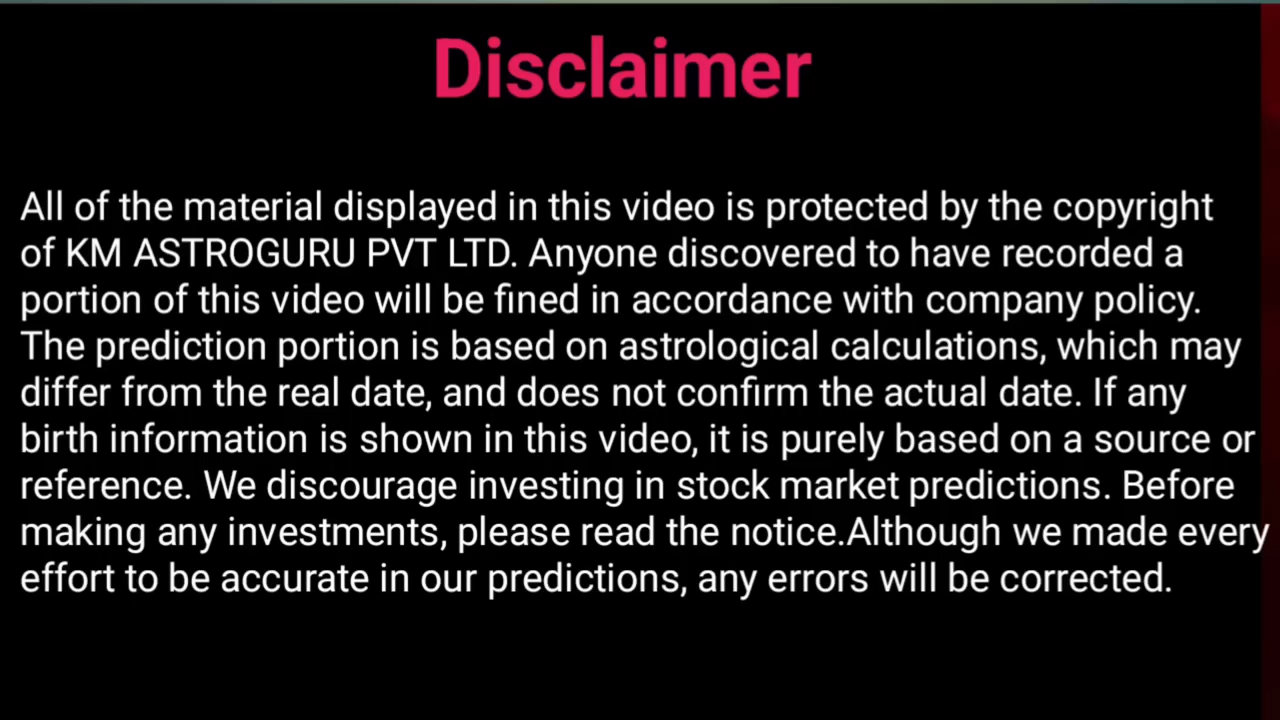 Disclaimer
All of the material displayed in this video is protected by the copyright
of KM ASTROGURU PVT LTD. Anyone discovered to have recorded a
portion of this video will be fined in accordance with company policy.
The prediction portion is based on astrological calculations, which may
differ from the real date, and does not confirm the actual date. If any
birth information is shown in this video, it is purely based on a source or
reference. We discourage investing in stock market predictions. Before
making any investments, please read the notice.Although we made every
effort to be accurate in our predictions, any errors will be corrected.